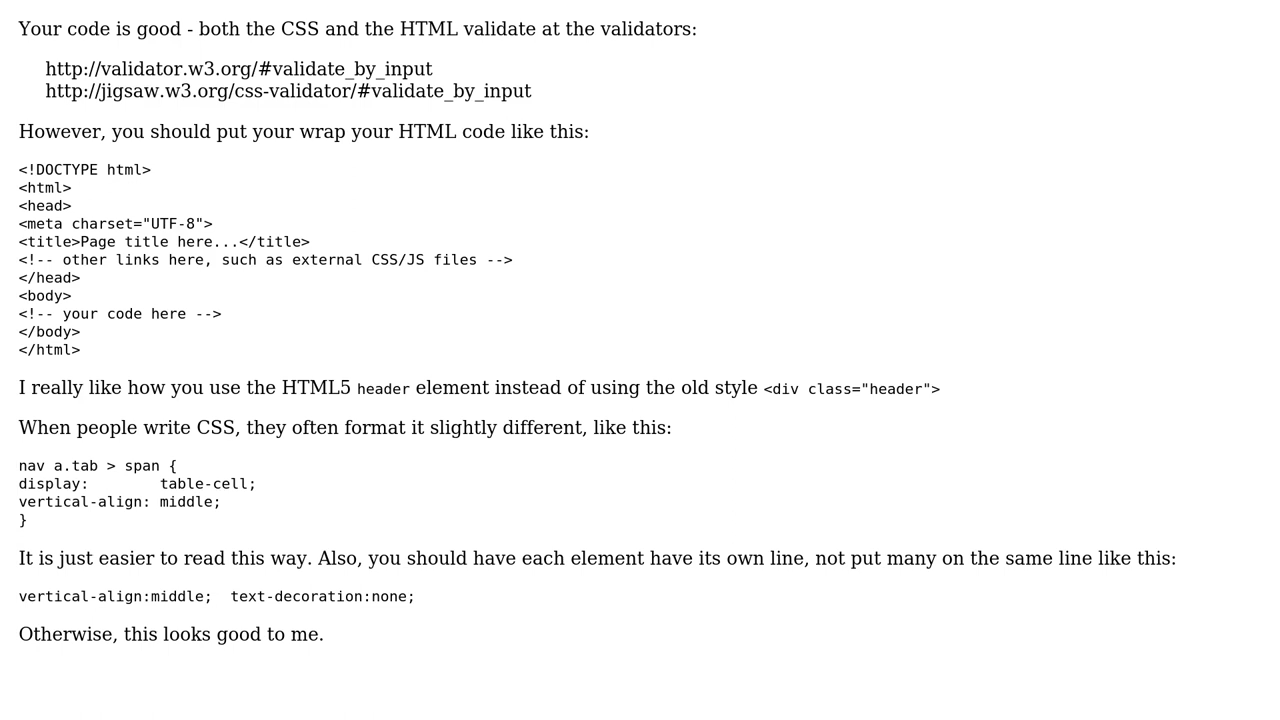 Your code is good - both the CSS and the HTML validate at the validators:
http://validator.w3.org/#validate_by_input
http://jigsaw.w3.org/css-validator/#validate_by_input
However, you should put your wrap your HTML code like this:
<!DOCTYPE html>
<html>
<head>
<meta charset="UTF-8">
<title>Page title here...</title>
<!-- other links here, such as external CSS/JS files -->
</head>
<body>
<!-- your code here -->
</body>
</html>
I really like how you use the HTML5 header element instead of using the old style <div class="header">
When people write CSS, they often format it slightly different, like this:
nav a.tab > span {
display:        table-cell;
vertical-align: middle;
}
It is just easier to read this way. Also, you should have each element have its own line, not put many on the same line like this:
vertical-align:middle;  text-decoration:none;
Otherwise, this looks good to me.